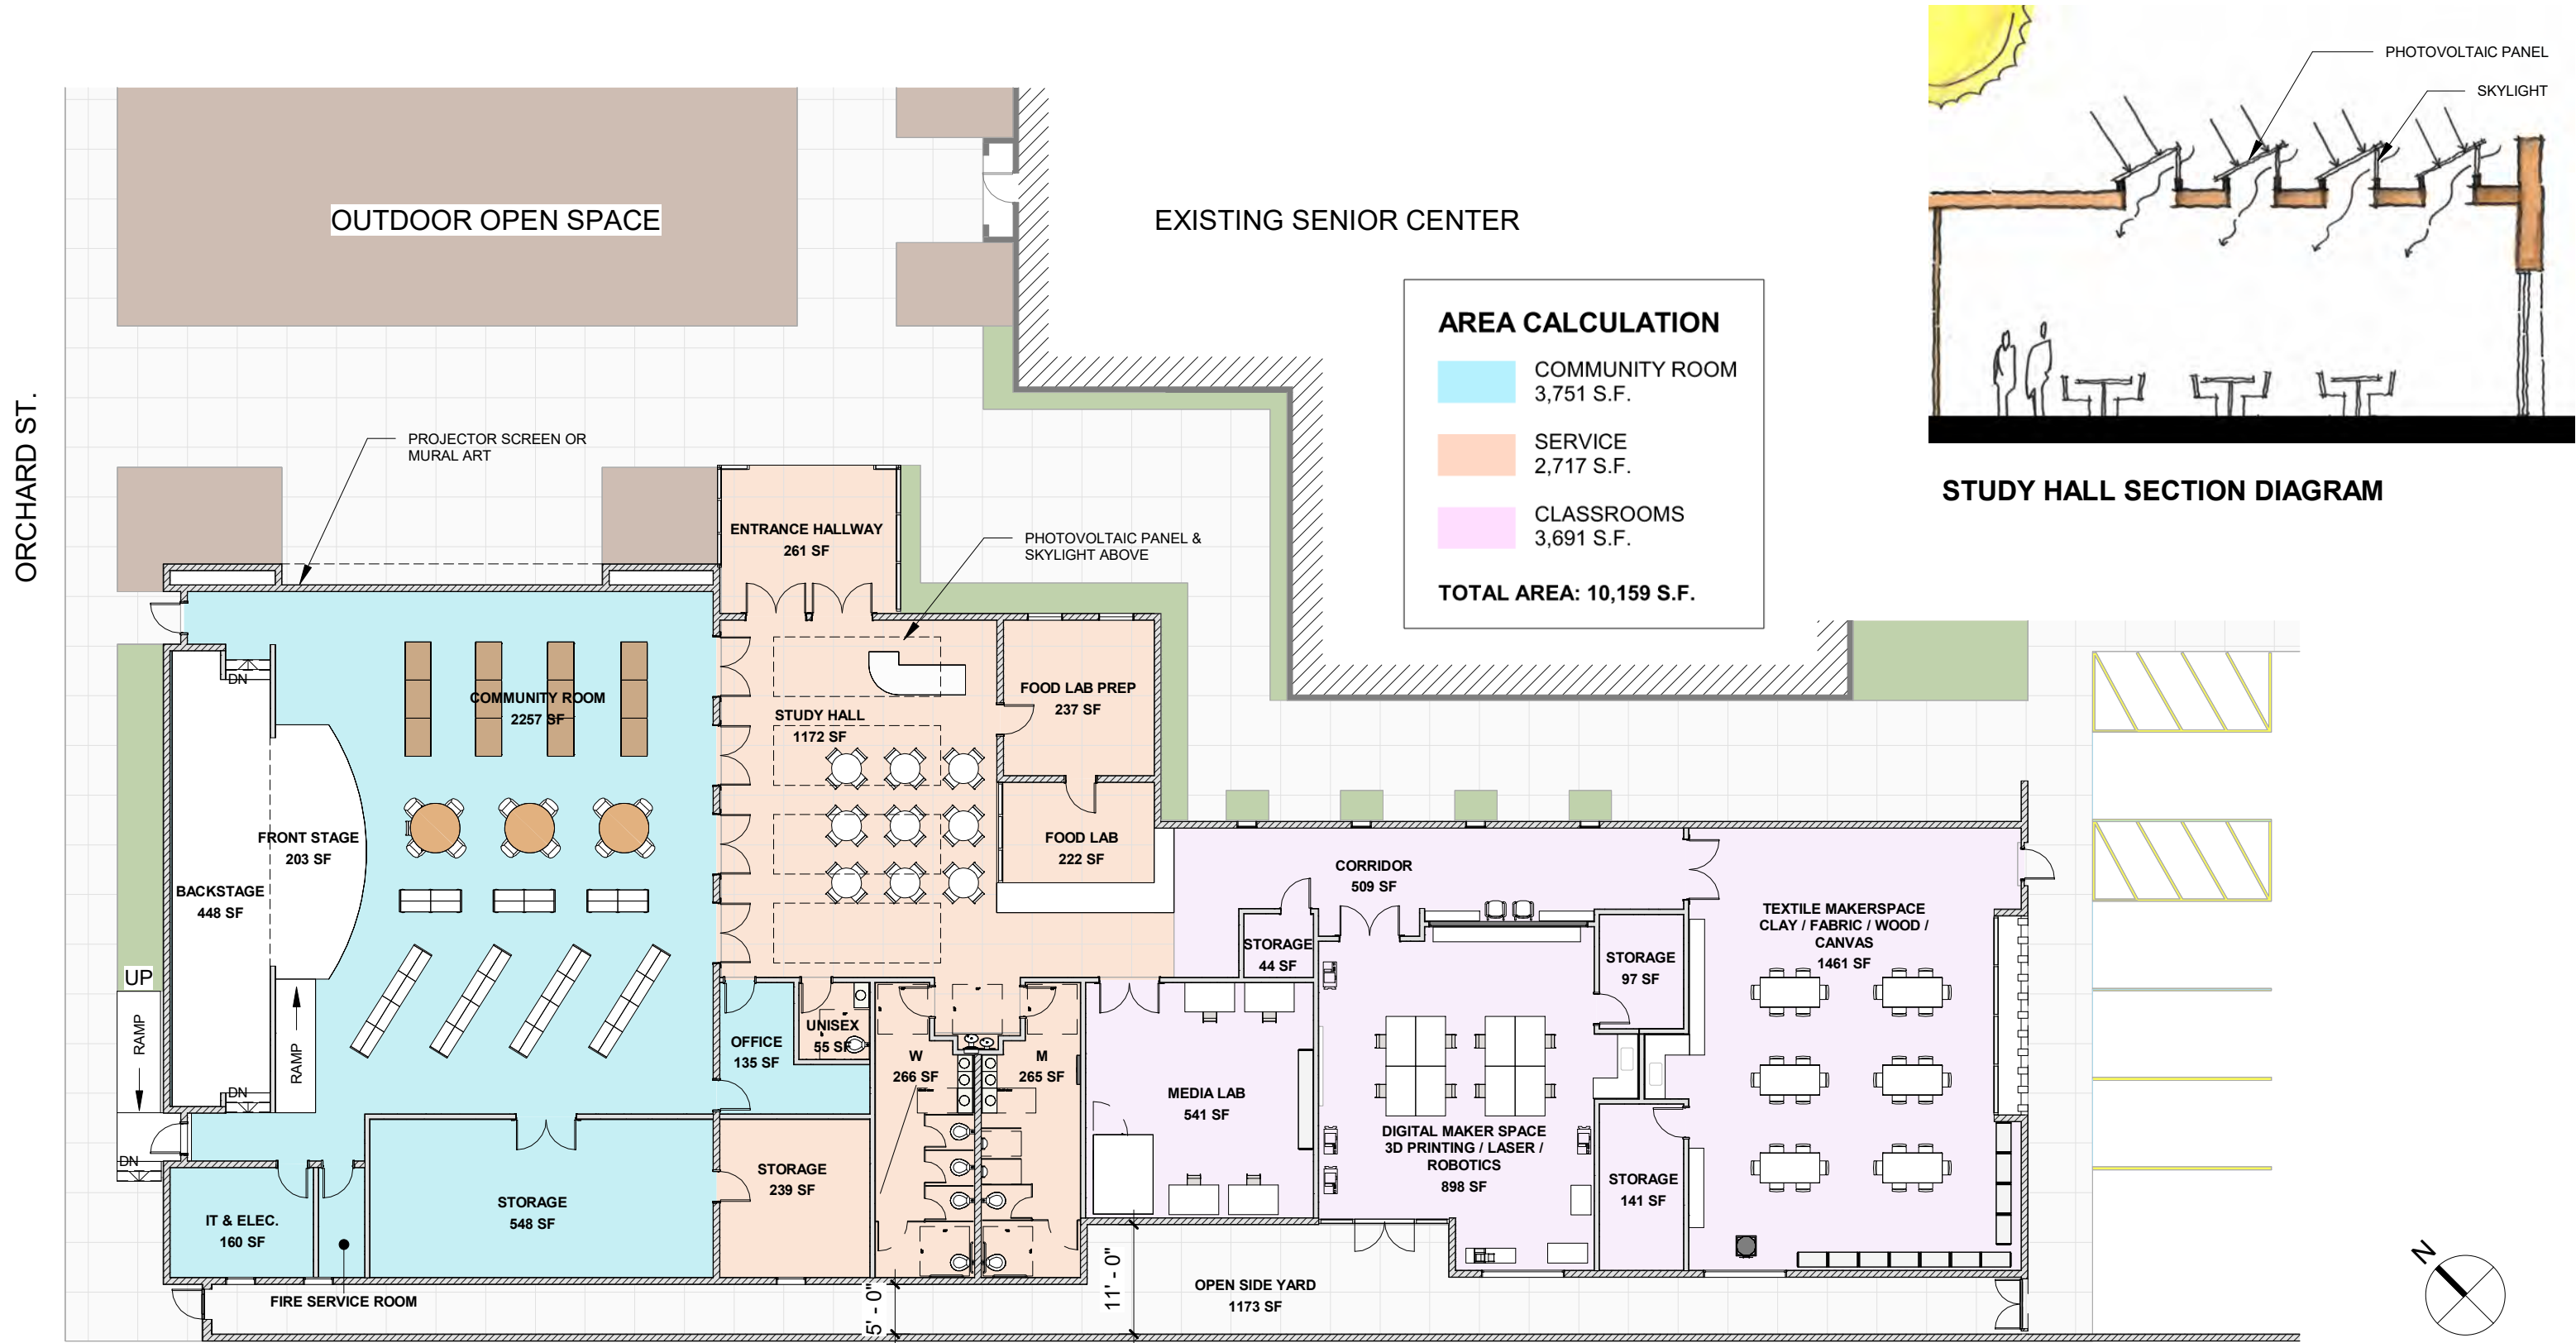 PHOTOVOLTAIC PANEL
SKYLIGHT
STUDY HALL SECTION DIAGRAM
OUTDOOR OPEN SPACE
EXISTING SENIOR CENTER
AREA CALCULATION
COMMUNITY ROOM
3,751 S.F.
SERVICE
2,717 S.F.
CLASSROOMS
3,691 S.F.
TOTAL AREA: 10,159 S.F.
ORCHARD ST.
PROJECTOR SCREEN OR
MURAL ART
ENTRANCE HALLWAY
261 SF
PHOTOVOLTAIC PANEL &
SKYLIGHT ABOVE
DN
COMMUNITY ROOM
2257 SF
STUDY HALL
1172 SF
FOOD LAB PREP
237 SF
FOOD LAB
222 SF
FRONT STAGE
203 SF
BACKSTAGE
448 SF
CORRIDOR
509 SF
STORAGE
44 SF
STORAGE
97 SF
TEXTILE MAKERSPACE
CLAY / FABRIC / WOOD /
CANVAS
1461 SF
UP
RAMP
RAMP
DN
DN
OFFICE
135 SF
UNISEX
55 SF
W
266 SF
M
265 SF
MEDIA LAB
541 SF
DIGITAL MAKER SPACE
3D PRINTING / LASER /
ROBOTICS
898 SF
STORAGE
141 SF
STORAGE
239 SF
STORAGE
548 SF
IT & ELEC.
160 SF
FIRE SERVICE ROOM
5' - 0"
11' - 0"
OPEN SIDE YARD
1173 SF
N